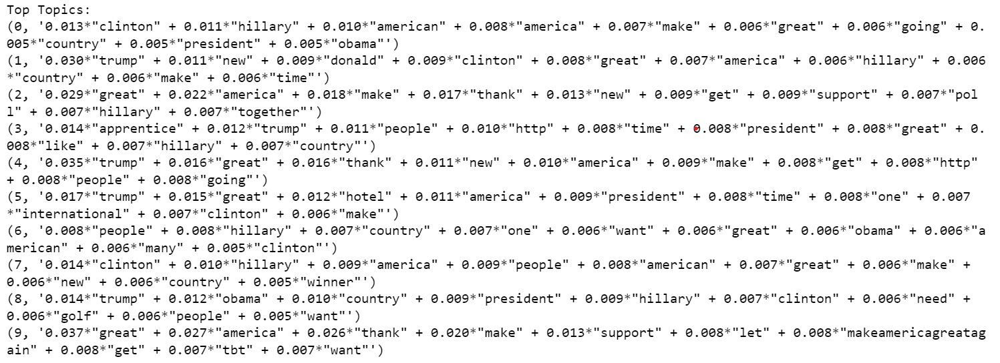 Top Topics:
(0, '0.013*"clinton" + 0.011*"hillary" + 0.010*"american" + 0.008*"america" + 0.007*"make" + 0.006*"great" + 0.006*"going" + 0.
005*"country" + 0.005*"president" + 0.005*"obama"')
(1, '0.030*"trump" + 0.011*"new" + 0.009*"donald" + 0.009*"clinton" + 0.008*"great" + 0.007*"america" + 0.006*"hillary" + 0.006
*"country" + 0.006*"make" + 0.006*"time"')
(2, '0.029*"great" + 0.022*"america" + 0.018*"make" + 0.017*"thank" + 0.013*"new" + 0.009*"get" + 0.009*"support" + 0.007*"pol
l" + 0.007*"hillary" + 0.007*"together"')
(3, '0.014*"apprentice" + 0.012*"trump" + 0.011*"people" + 0.010*"http" + 0.008*"time" + 0.008*"president" + 0.008*"great" + 0.
008*"like" + 0.007*"hillary" + 0.007*"country"')
(4, '0.035*"trump" + 0.016*"great" + 0.016*"thank" + 0.011*"new" + 0.010*"america" + 0.009*"make" + 0.008*"get" + 0.008*"http"
+ 0.008*"people" + 0.008*"going"')
(5, '0.017*"trump" + 0.015*"great" + 0.012*"hotel" + 0.011*"america" + 0.009*"president" + 0.008*"time" + 0.008*"one" + 0.007
*"international" + 0.007*"clinton" + 0.006*"make"')
(6, '0.008*"people" + 0.008*"hillary" + 0.007*"country" + 0.007*"one" + 0.006*"want" + 0.006*"great" + 0.006*"obama" + 0.006*"a
merican" + 0.006*"many" + 0.005*"clinton"')
(7, '0.014*"clinton" + 0.010*"hillary" + 0.009*"america" + 0.009*"people" + 0.008*"american" + 0.007*"great" + 0.006*"make" +
0.006*"new" + 0.006*"country" + 0.005*"winner"')
(8, '0.014*"trump" + 0.012*"obama" + 0.010*"country" + 0.009*"president" + 0.009*"hillary" + 0.007*"clinton" + 0.006*"need" +
0.006*"golf" + 0.006*"people" + 0.005*"want"')
(9, '0.037*"great" + 0.027*"america" + 0.026*"thank" + 0.020*"make" + 0.013*"support" + 0.008*"let" + 0.008*"makeamericagreatag
ain" + 0.008*"get" + 0.007*"tbt" + 0.007*"want"')